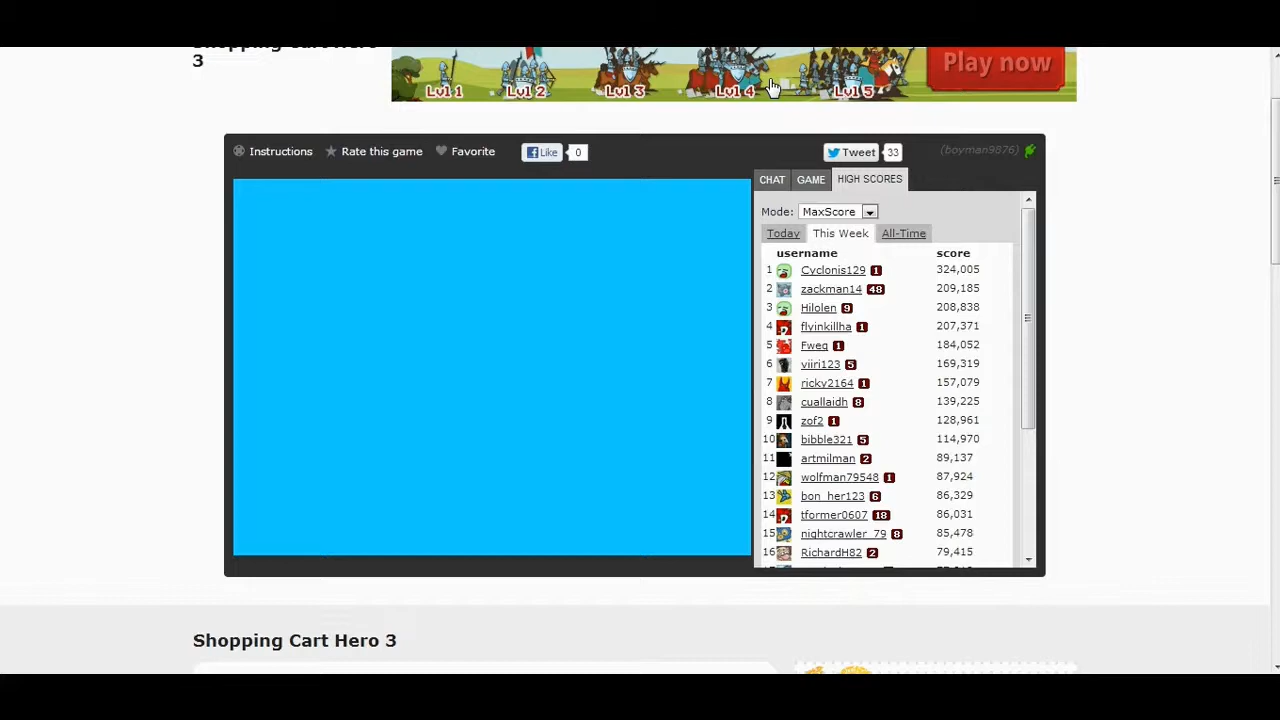 Shopping Cart Hero
3
Lvl 1 Lvl 2 Lvl 3 Lvl 4 Lvl 5 Play now
Instructions Rate this game Favorite Like 0 Tweet 33 (boyman9876)
CHAT GAME HIGH SCORES
Mode: MaxScore
Today This Week All-Time
username score
1 Cyclonis129 1 324,005
2 zackman14 48 209,185
3 Hilolen 9 208,838
4 flyinkillha 1 207,371
5 Fweg 1 184,052
6 viiri123 5 169,319
7 ricky2164 1 157,079
8 cuallaidh 8 139,225
9 zof2 1 128,961
10 bibble321 5 114,970
11 artmilman 2 89,137
12 wolfman79548 1 87,924
13 bon_her123 6 86,329
14 tformer0607 18 86,031
15 nightcrawler_79 8 85,478
16 RichardH82 2 79,415
Shopping Cart Hero 3